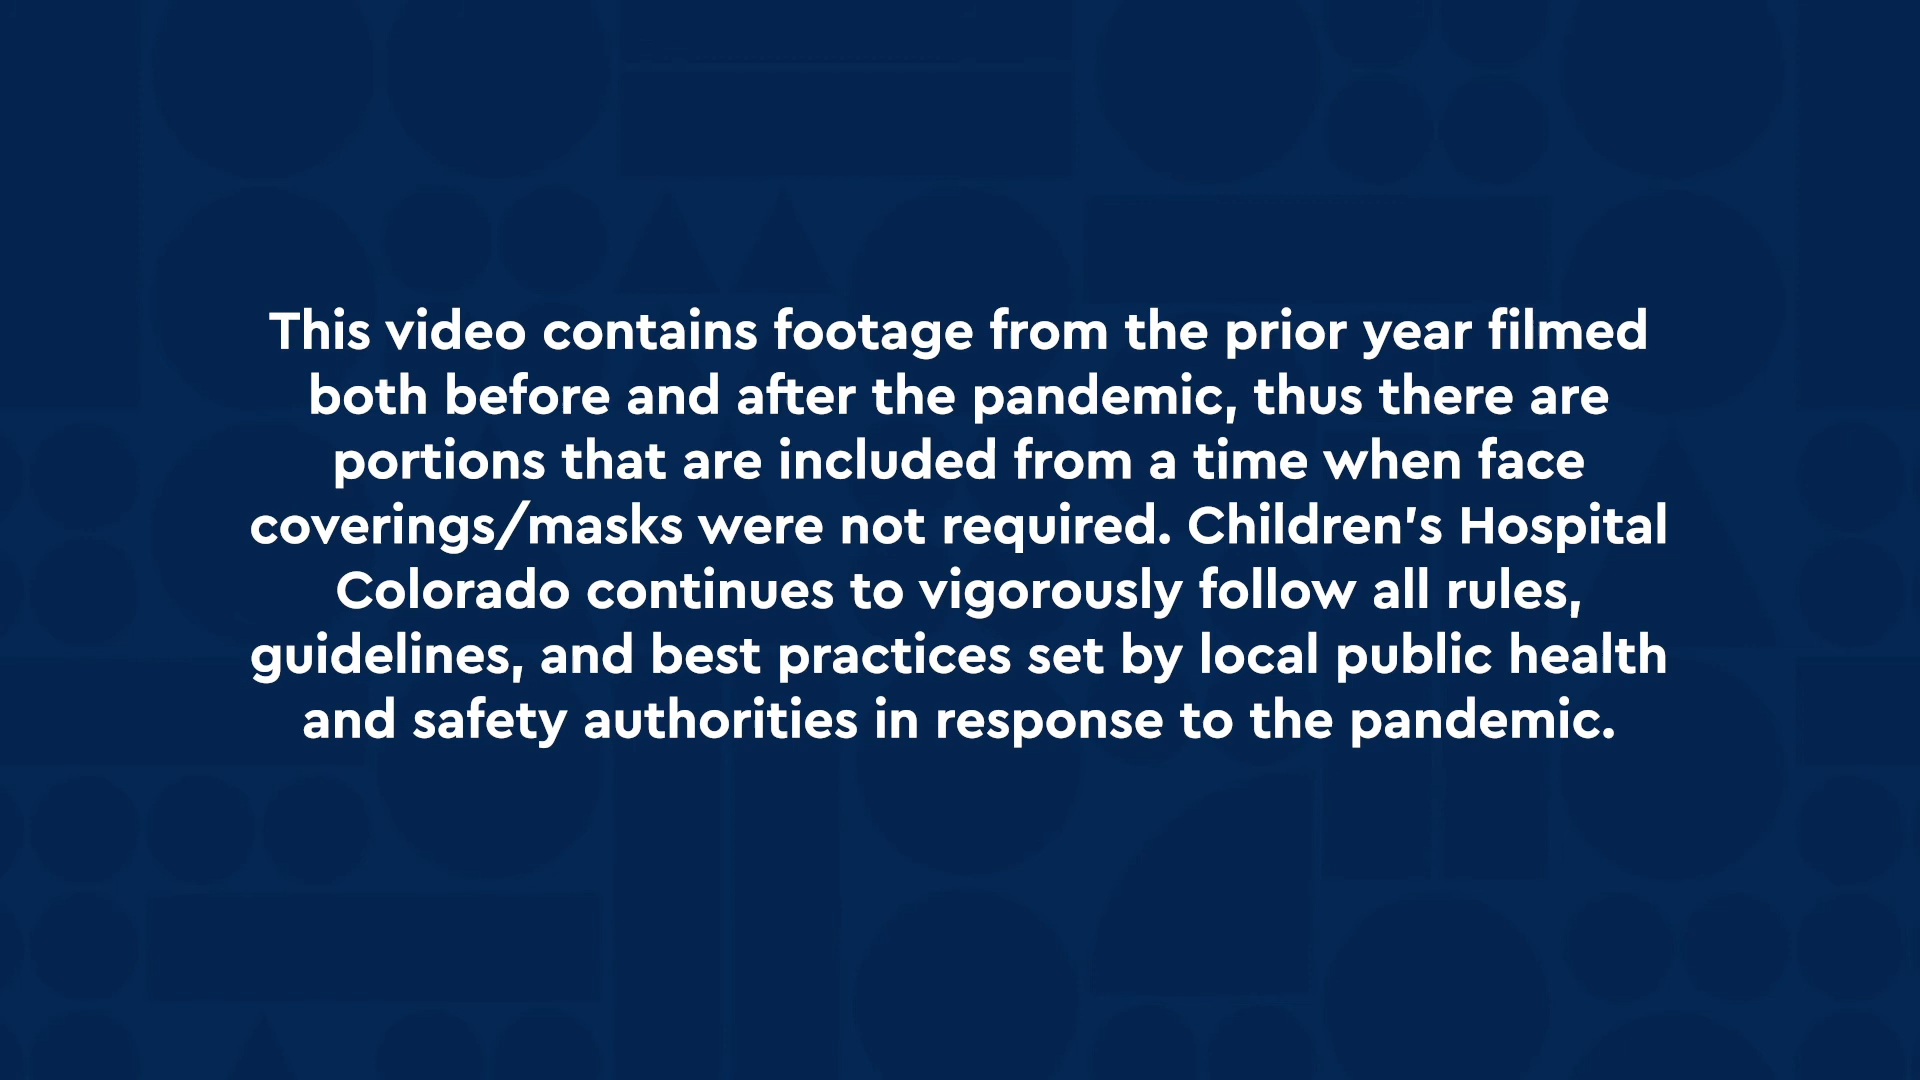 This video contains footage from the prior year filmed
both before and after the pandemic, thus there are
portions that are included from a time when face
coverings/masks were not required. Children's Hospital
Colorado continues to vigorously follow all rules,
guidelines, and best practices set by local public health
and safety authorities in response to the pandemic.